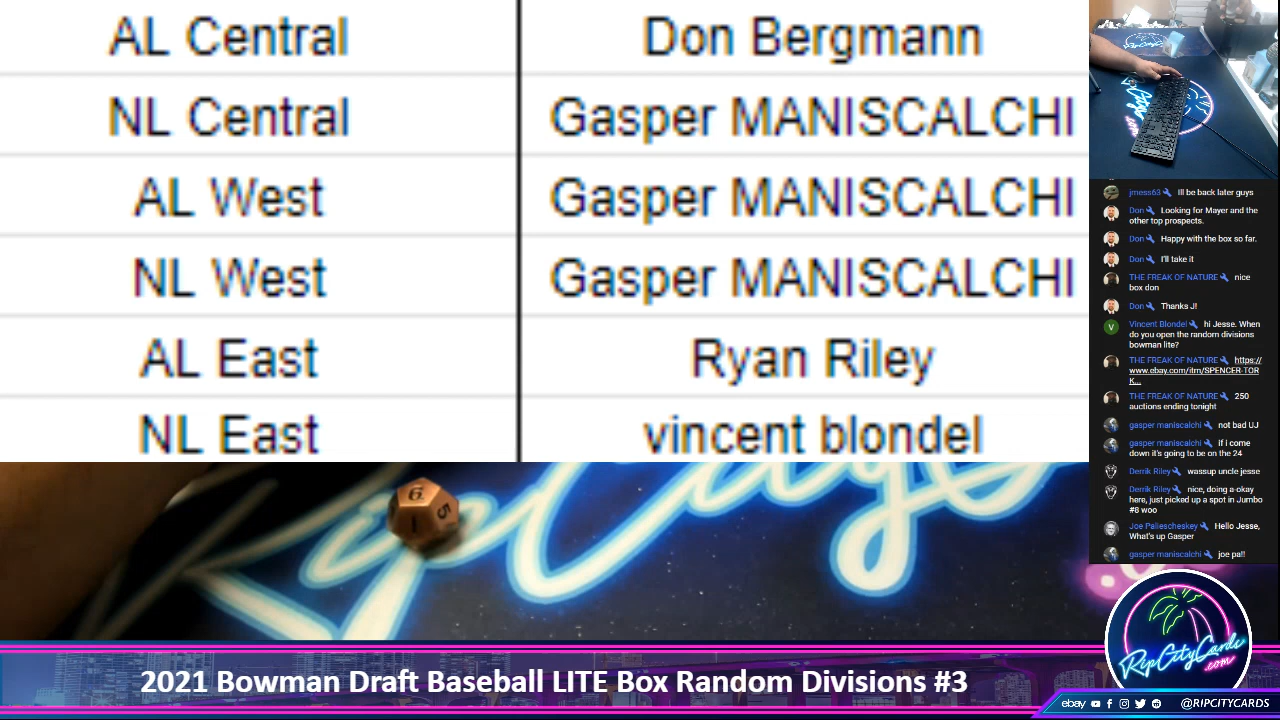 AL Central Don Bergmann
NL Central Gasper MANISCALCHI
AL West Gasper MANISCALCHI
NL West Gasper MANISCALCHI
AL East Ryan Riley
NL East vincent blondel
jmess63 Ill be back later guys
Don Looking for Mayer and the
other top prospects.
Don Happy with the box so far.
Don I'll take it
THE FREAK OF NATURE nice
box don
Don Thanks J!
V
Vincent Blondel hi Jesse. When
do you open the random divisions
bowman lite?
THE FREAK OF NATURE https://
www.ebay.com/itm/SPENCER-TOR
K...
THE FREAK OF NATURE 250
auctions ending tonight
gasper maniscalchi not bad UJ
gasper maniscalchi if i come
down it's going to be on the 24
Derrik Riley wassup uncle jesse
Derrik Riley nice, doing a-okay
here, just picked up a spot in Jumbo
#8 woo
Joe Paliescheskey Hello Jesse,
What's up Gasper
gasper maniscalchi joe pa!!
6.
5
1
2021 Bowman Draft Baseball LITE Box Random Divisions #3
RipCityCards
.com
ebay @RIPCITYCARDS